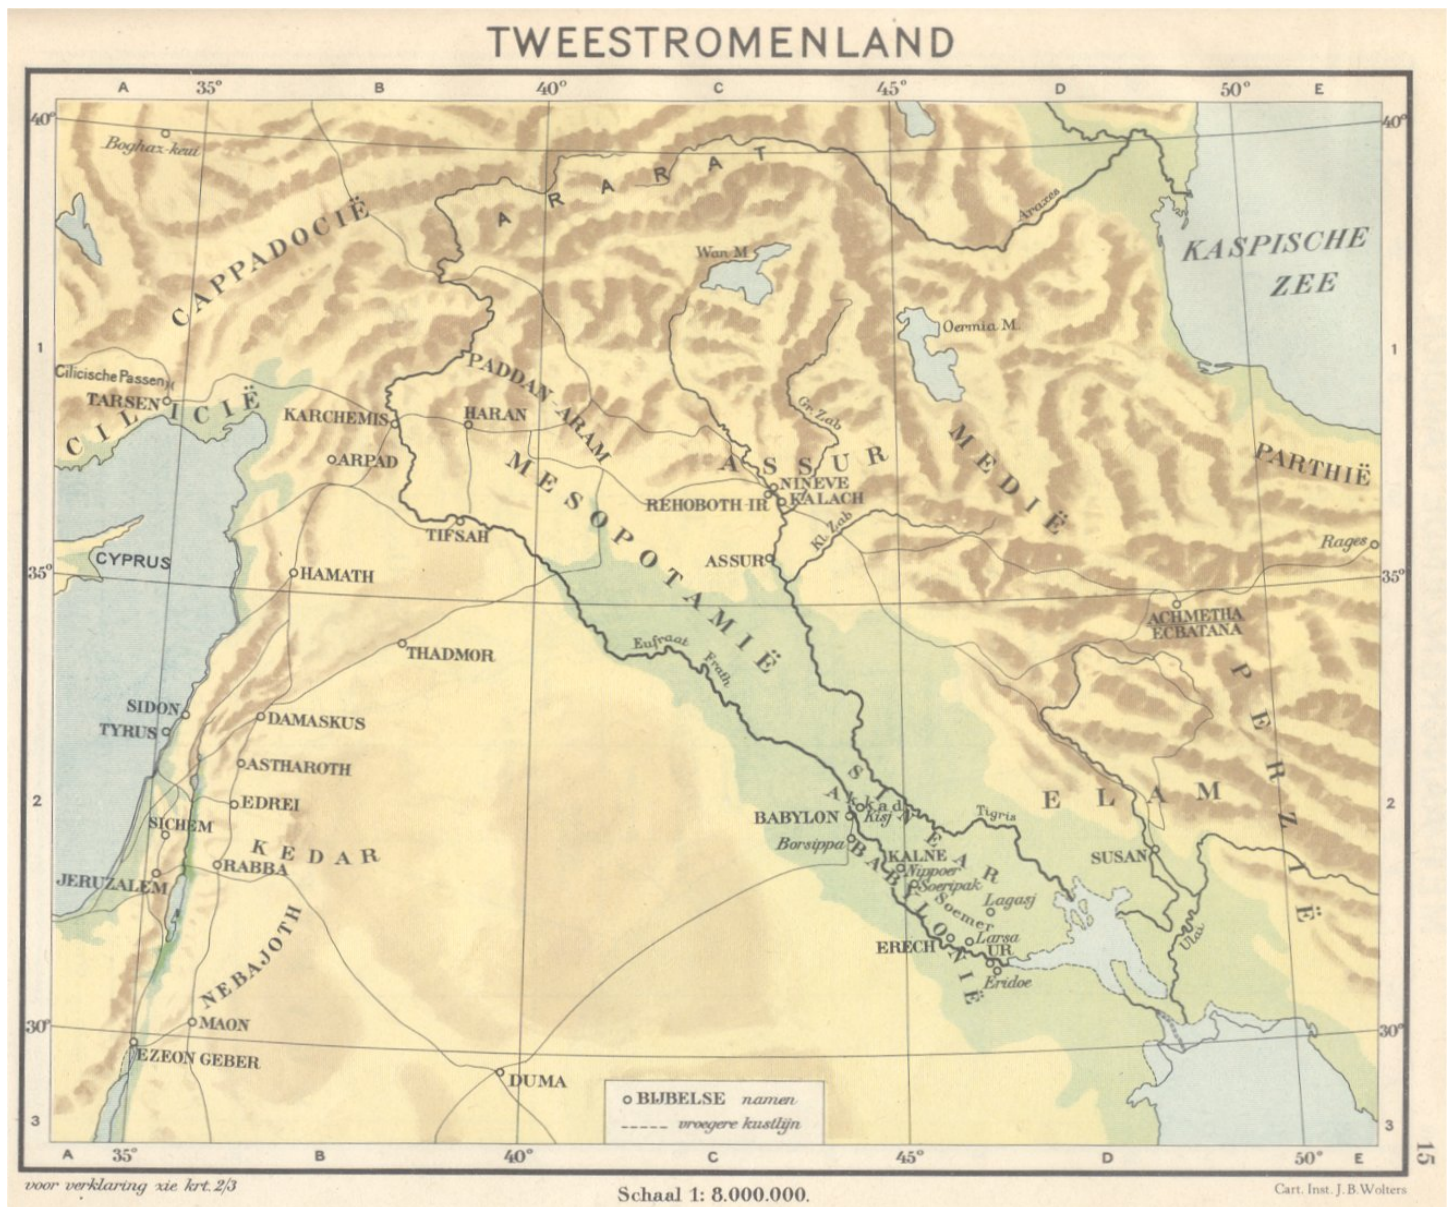 TWEESTROMENLAND
A 35° B 40° C 45° D 50° E
40° 40°
Boghaz-keui
ARARAT
Araxes
CAPPADOCIË
Wan M
KASPISCHE
ZEE
Oermia M.
1 1
Cilicische Passen
TARSEN
CILICIË
PADDAN-ARAM
KARCHEMIS
HARAN
Gr. Zab
ARPAD
ASSUR
MEDIË
PARTHIË
MESOPOTAMIË
NINEVE
REHOBOTH-IR
KALACH
TIFSAH
Kl. Zab
Rages
CYPRUS
ASSUR
35° 35°
HAMATH
ACHMETHA
ECBATANA
THADMOR
Eufraat
Frath
PERZIË
SIDON
TYRUS
DAMASKUS
ASTHAROTH
SINEAR
ELAM
2 2
EDREI
Akkad
Kisj
BABYLON
Tigris
SICHEM
Borsippa
KEDAR
BABYLONIË
KALNE
SUSAN
RABBA
Nippoer
JERUZALEM
Soeripak
Lagasj
Soemer
NEBAJOTH
Larsa
ERECH
UR
Ulai
Eridoe
MAON
30° 30°
EZEON GEBER
DUMA
BIJBELSE namen
vroegere kustlijn
3 3
A 35° B 40° C 45° D 50° E
15
voor verklaring zie krt. 2/3
Schaal 1: 8.000.000.
Cart. Inst. J. B. Wolters